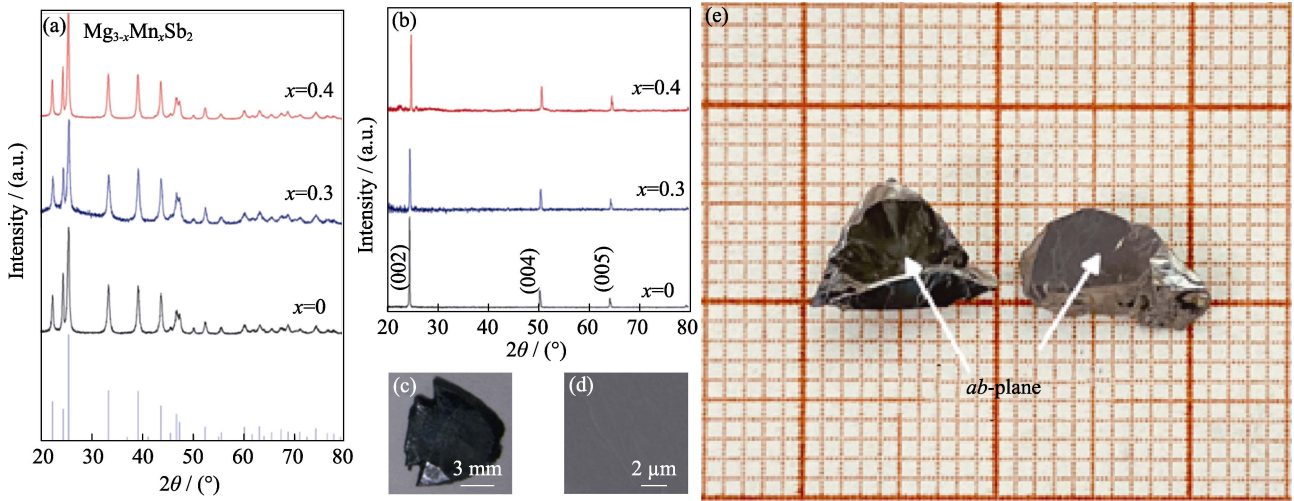 (a)
Mg3-xMnxSb2
x=0.4
x=0.3
x=0
Intensity / (a.u.)
20 30 40 50 60 70 80
2θ / (°)
(b)
x=0.4
x=0.3
x=0
(002)
(004)
(005)
Intensity / (a.u.)
20 30 40 50 60 70 80
2θ / (°)
(c)
3 mm
(d)
2 μm
(e)
ab-plane